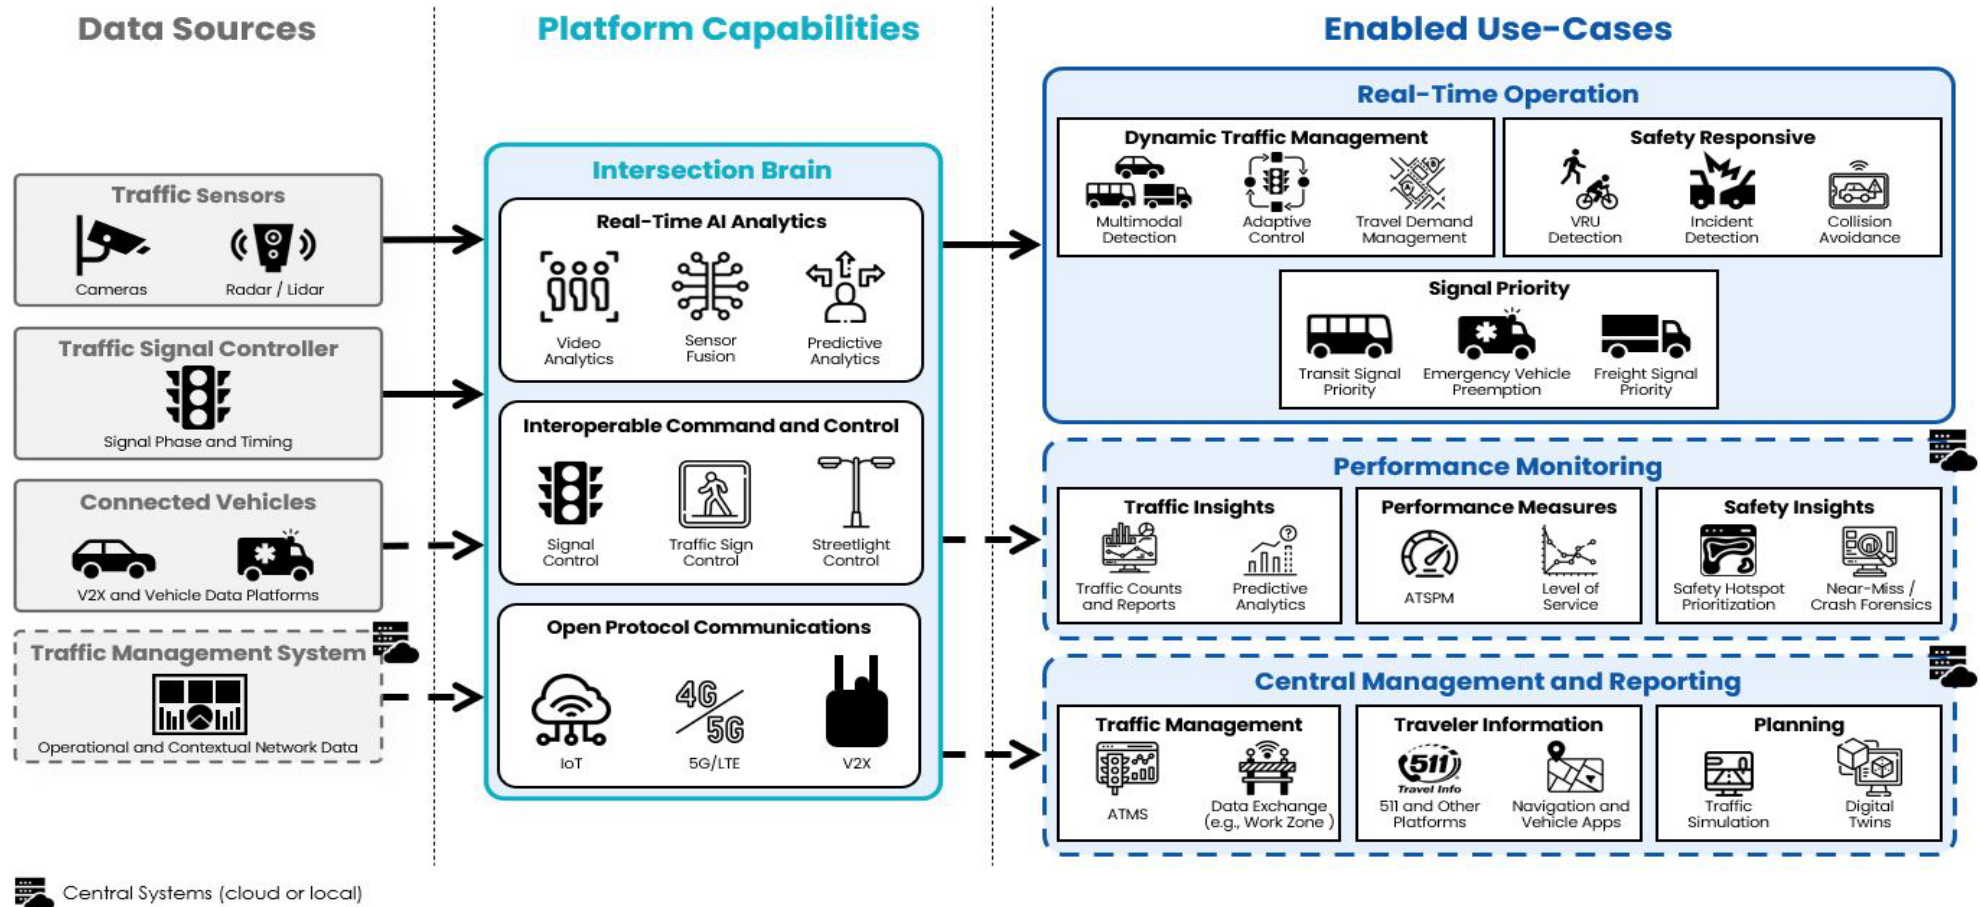 Data Sources
Platform Capabilities
Enabled Use-Cases
Traffic Sensors
Cameras
Radar / Lidar
Traffic Signal Controller
Signal Phase and Timing
Connected Vehicles
V2X and Vehicle Data Platforms
Traffic Management System
Operational and Contextual Network Data
Central Systems (cloud or local)
Intersection Brain
Real-Time AI Analytics
Video
Analytics
Sensor
Fusion
Predictive
Analytics
Interoperable Command and Control
Signal
Control
Traffic Sign
Control
Streetlight
Control
Open Protocol Communications
IoT
4G
5G
5G/LTE
V2X
Real-Time Operation
Dynamic Traffic Management
Multimodal
Detection
Adaptive
Control
A
B
Travel Demand
Management
Safety Responsive
VRU
Detection
Incident
Detection
Collision
Avoidance
Signal Priority
Transit Signal
Priority
Emergency Vehicle
Preemption
Freight Signal
Priority
Performance Monitoring
Traffic Insights
Traffic Counts
and Reports
?
Predictive
Analytics
Performance Measures
ATSPM
Level of
Service
Safety Insights
Safety Hotspot
Prioritization
Near-Miss /
Crash Forensics
Central Management and Reporting
Traffic Management
ATMS
Data Exchange
(e.g., Work Zone )
Traveler Information
511
Travel Info
511 and Other
Platforms
Navigation and
Vehicle Apps
Planning
Traffic
Simulation
Digital
Twins